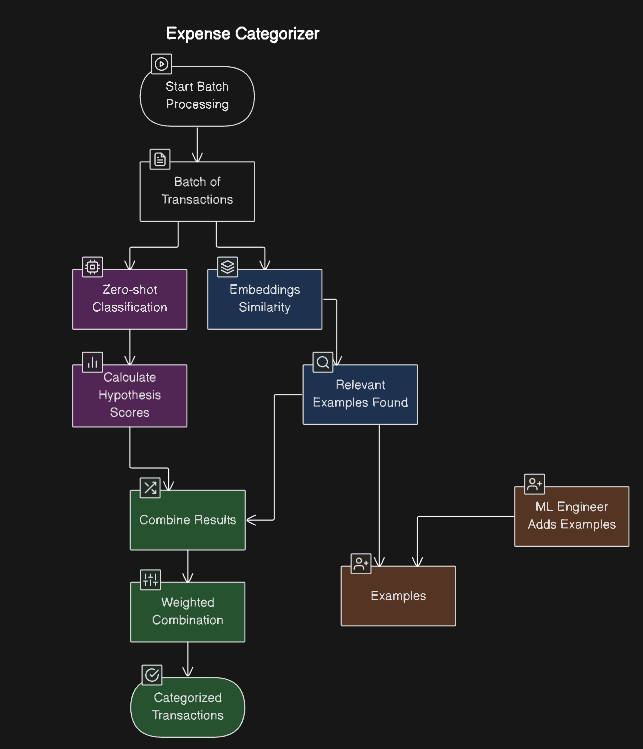 Expense Categorizer
Start Batch
Processing
Batch of
Transactions
Zero-shot
Classification
Embeddings
Similarity
Calculate
Hypothesis
Scores
Relevant
Examples Found
Combine Results
ML Engineer
Adds Examples
Examples
Weighted
Combination
Categorized
Transactions